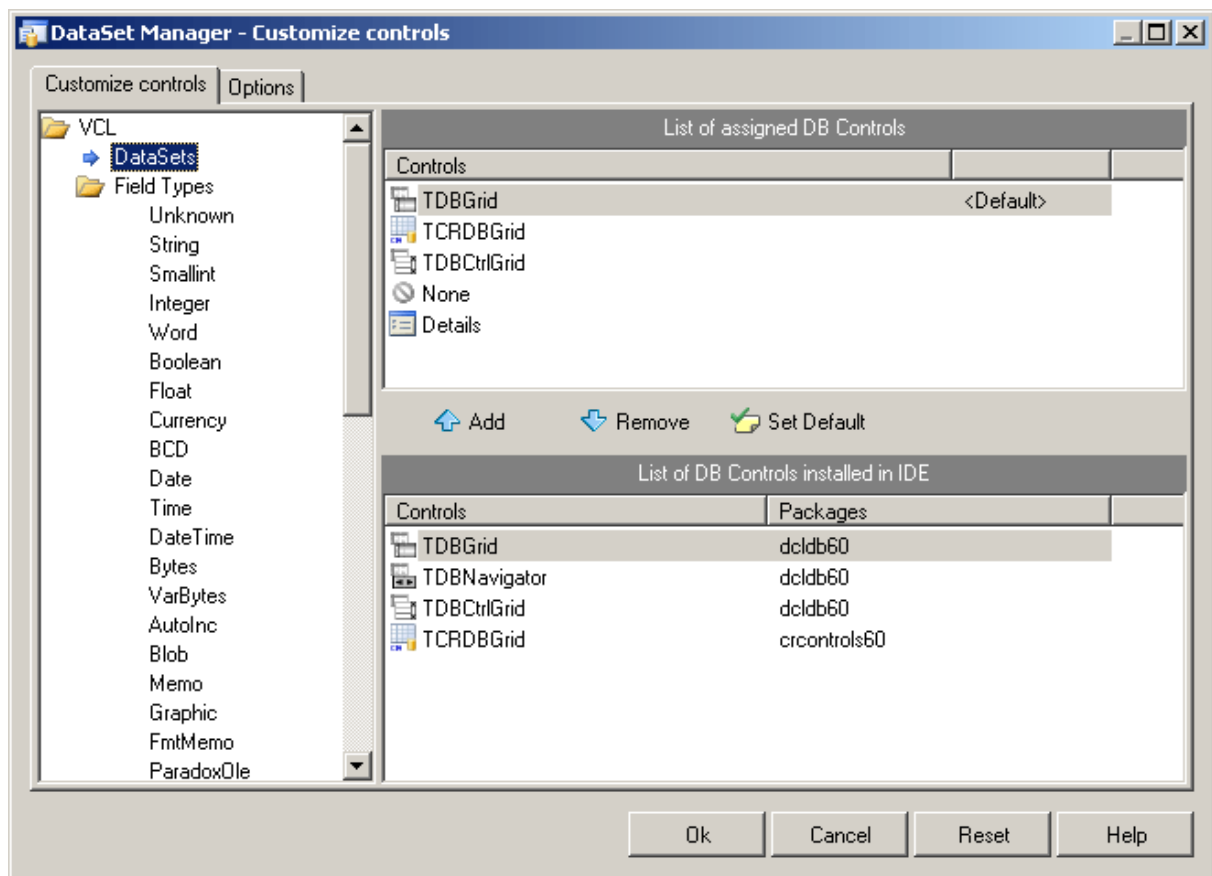 DataSet Manager - Customize controls
Customize controls
Options
VCL
DataSets
Field Types
Unknown
String
Smallint
Integer
Word
Boolean
Float
Currency
BCD
Date
Time
DateTime
Bytes
VarBytes
AutoInc
Blob
Memo
Graphic
FmtMemo
ParadoxOle
List of assigned DB Controls
Controls
TDBGrid <Default>
TCRDBGrid
TDBCtrlGrid
None
Details
Add Remove Set Default
List of DB Controls installed in IDE
Controls Packages
TDBGrid dcldb60
TDBNavigator dcldb60
TDBCtrlGrid dcldb60
TCRDBGrid crcontrols60
Ok Cancel Reset Help